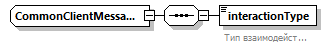 CommonClientMessa...
interactionType
Тип взаимодейст...